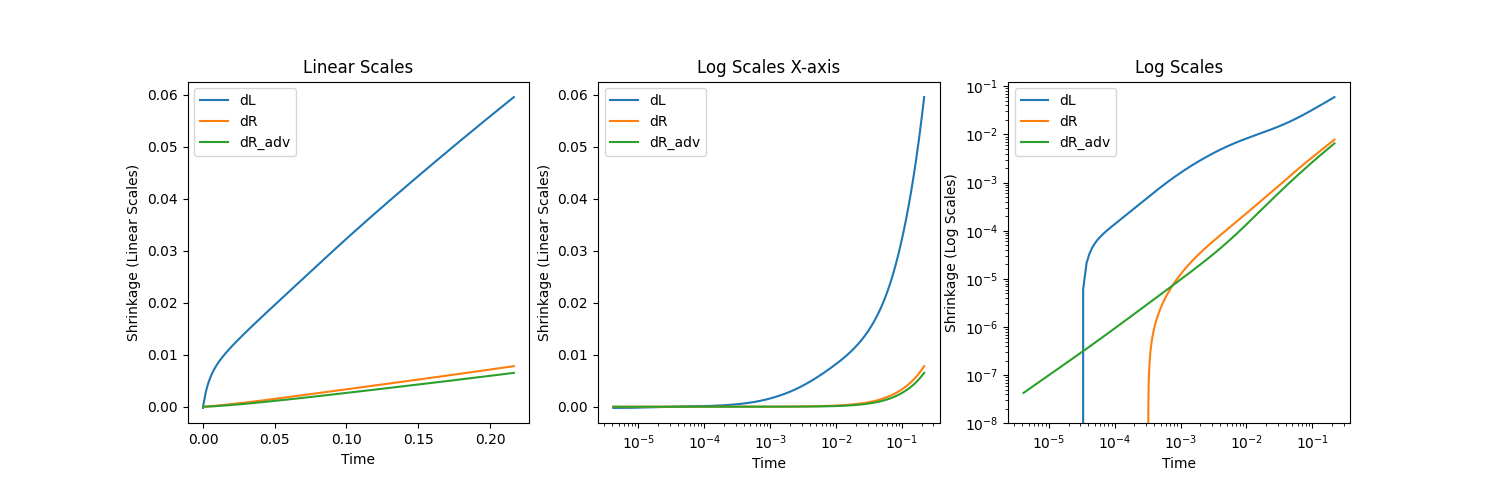 Linear Scales
Shrinkage (Linear Scales)
0.06
0.05
0.04
0.03
0.02
0.01
0.00
dL
dR
dR_adv
0.00 0.05 0.10 0.15 0.20
Time
Log Scales X-axis
Shrinkage (Linear Scales)
0.06
0.05
0.04
0.03
0.02
0.01
0.00
dL
dR
dR_adv
10⁻⁵ 10⁻⁴ 10⁻³ 10⁻² 10⁻¹
Time
Log Scales
Shrinkage (Log Scales)
10⁻¹
10⁻²
10⁻³
10⁻⁴
10⁻⁵
10⁻⁶
10⁻⁷
10⁻⁸
dL
dR
dR_adv
10⁻⁵ 10⁻⁴ 10⁻³ 10⁻² 10⁻¹
Time